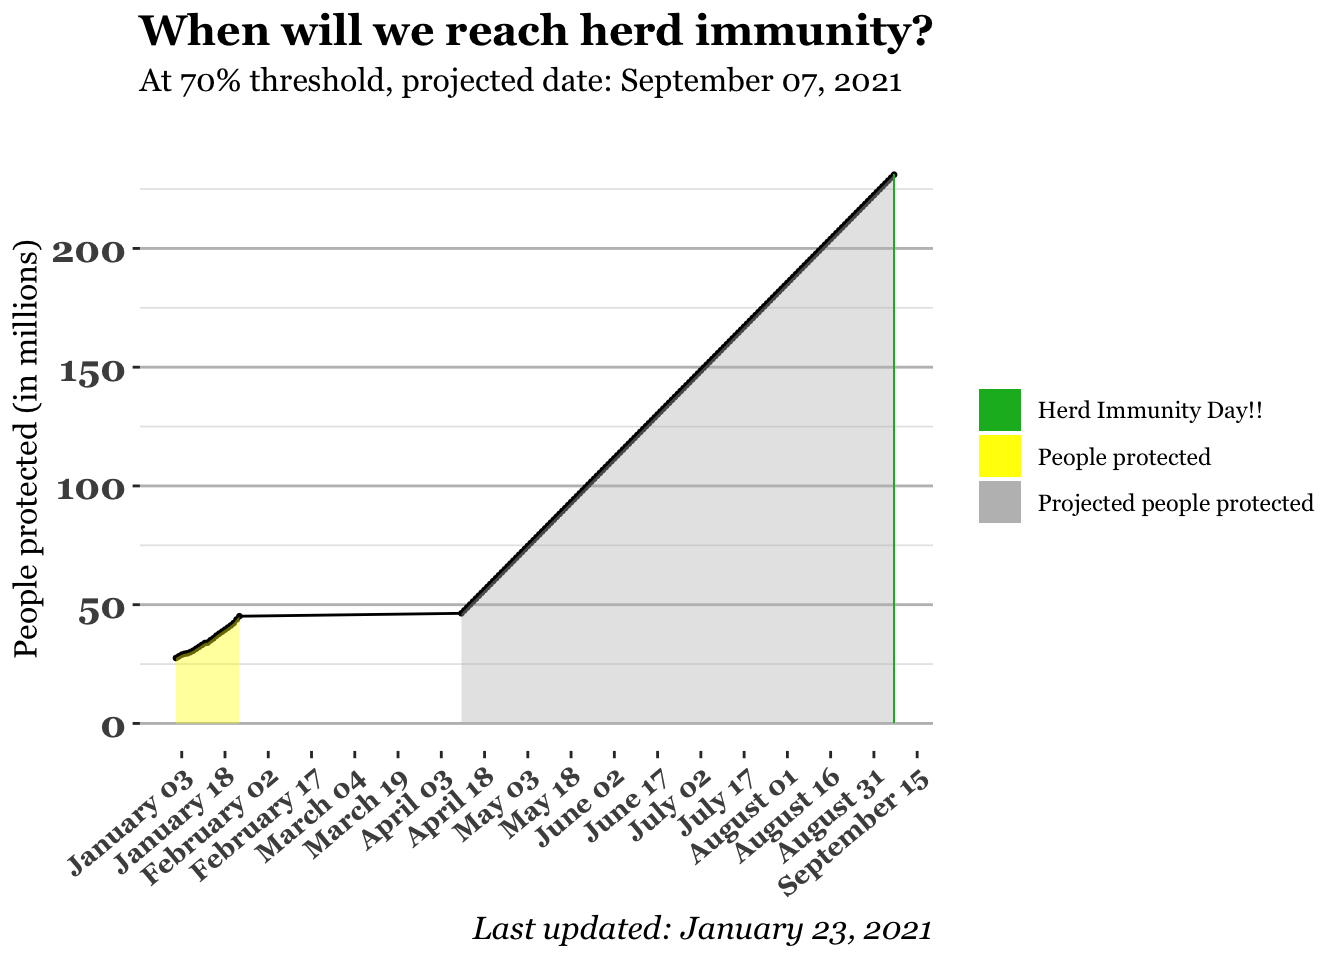 When will we reach herd immunity?
At 70% threshold, projected date: September 07, 2021
People protected (in millions)
200
150
100
50
0
Herd Immunity Day!!
People protected
Projected people protected
January 03
January 18
February 02
February 17
March 04
March 19
April 03
April 18
May 03
May 18
June 02
June 17
July 02
July 17
August 01
August 16
August 31
September 15
Last updated: January 23, 2021